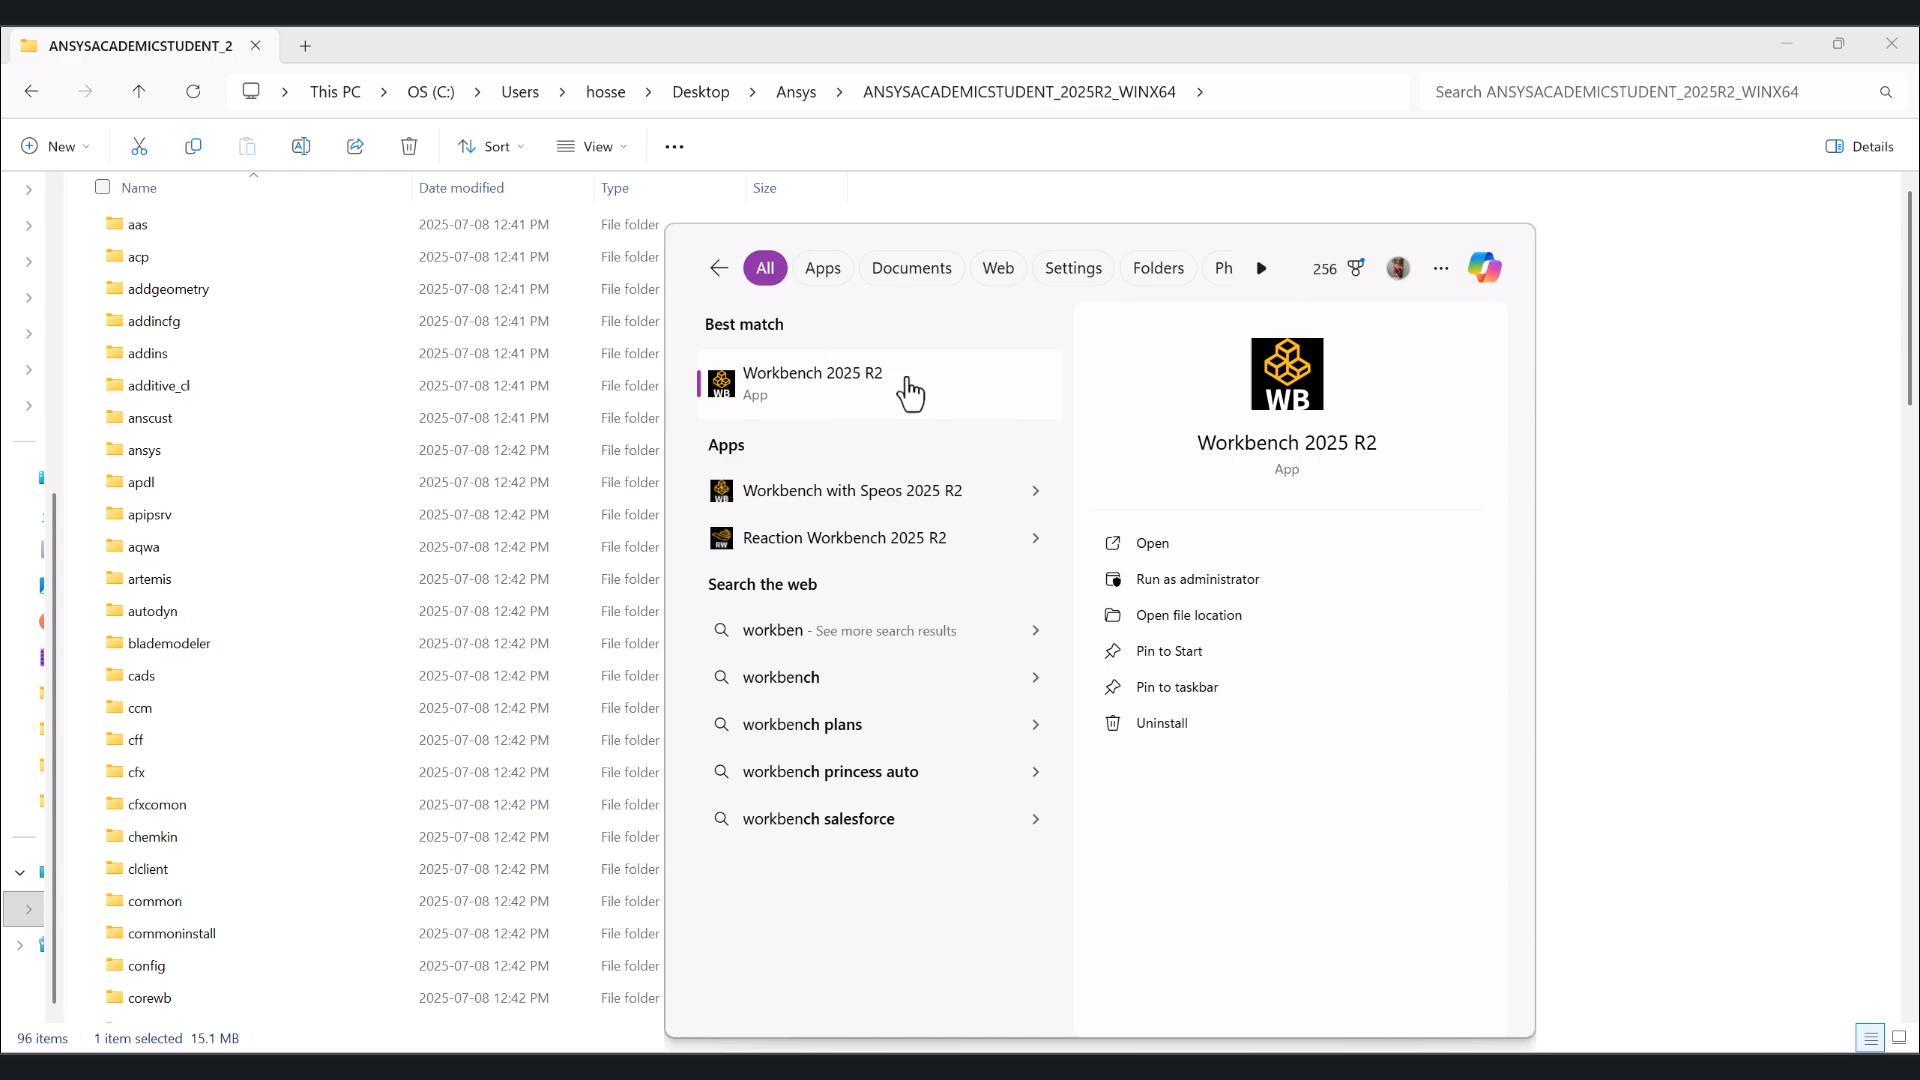 ANSYSACADEMICSTUDENT_2
This PC > OS (C:) > Users > hosse > Desktop > Ansys > ANSYSACADEMICSTUDENT_2025R2_WINX64 >
Search ANSYSACADEMICSTUDENT_2025R2_WINX64
New
Sort
View
Details
Name Date modified Type Size
aas 2025-07-08 12:41 PM File folder
acp 2025-07-08 12:41 PM File folder
addgeometry 2025-07-08 12:41 PM File folder
addincfg 2025-07-08 12:41 PM File folder
addins 2025-07-08 12:41 PM File folder
additive_cl 2025-07-08 12:41 PM File folder
anscust 2025-07-08 12:41 PM File folder
ansys 2025-07-08 12:41 PM File folder
apdl 2025-07-08 12:41 PM File folder
apipsrv 2025-07-08 12:42 PM File folder
aqwa 2025-07-08 12:42 PM File folder
artemis 2025-07-08 12:42 PM File folder
autodyn 2025-07-08 12:42 PM File folder
blademodeler 2025-07-08 12:42 PM File folder
cads 2025-07-08 12:42 PM File folder
ccm 2025-07-08 12:42 PM File folder
cff 2025-07-08 12:42 PM File folder
cfx 2025-07-08 12:42 PM File folder
cfxcomon 2025-07-08 12:42 PM File folder
chemkin 2025-07-08 12:42 PM File folder
clclient 2025-07-08 12:42 PM File folder
common 2025-07-08 12:42 PM File folder
commoninstall 2025-07-08 12:42 PM File folder
config 2025-07-08 12:42 PM File folder
corewb 2025-07-08 12:42 PM File folder
96 items 1 item selected 15.1 MB
All Apps Documents Web Settings Folders Ph 256
Best match
Workbench 2025 R2
App
WB
Apps
Workbench with Speos 2025 R2
WB
Reaction Workbench 2025 R2
RW
Search the web
workben - See more search results
workbench
workbench plans
workbench princess auto
workbench salesforce
WB
Workbench 2025 R2
App
Open
Run as administrator
Open file location
Pin to Start
Pin to taskbar
Uninstall